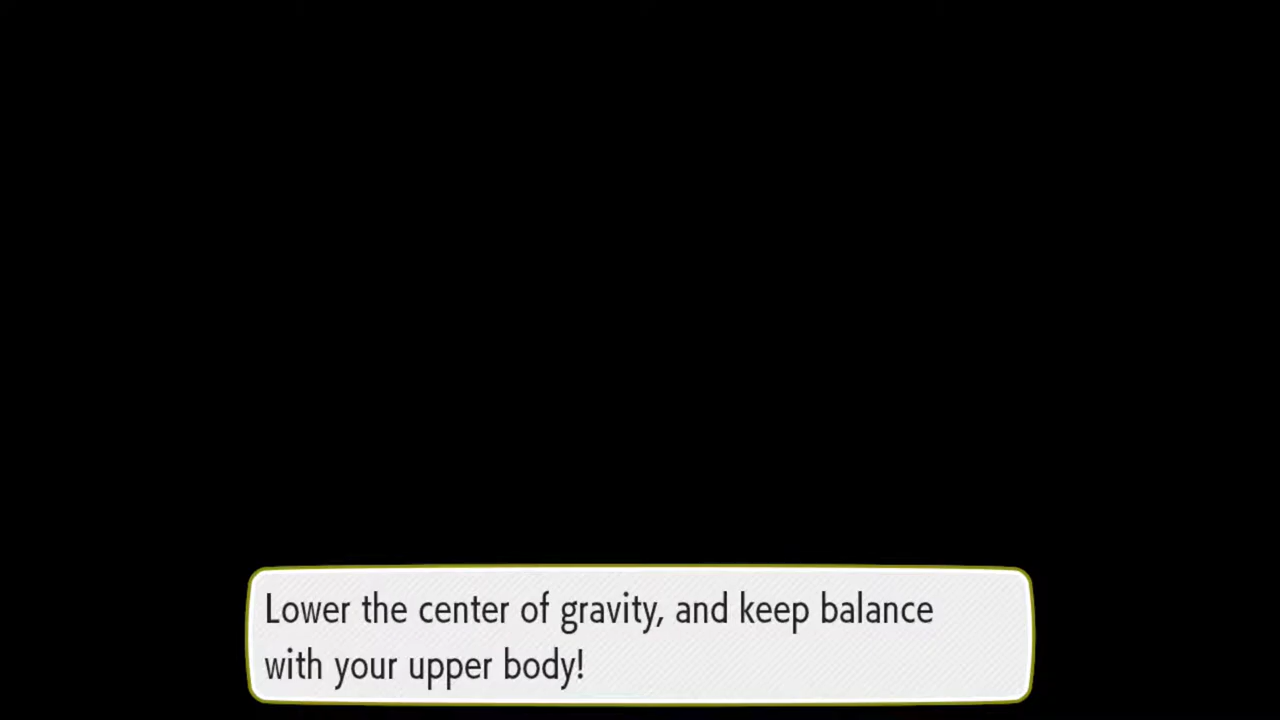 Lower the center of gravity, and keep balance
with your upper body!